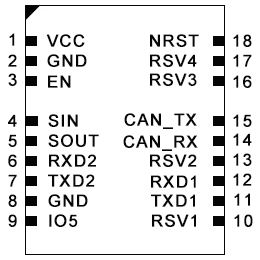 1 VCC NRST 18
2 GND RSV4 17
3 EN RSV3 16
4 SIN CAN_TX 15
5 SOUT CAN_RX 14
6 RXD2 RSV2 13
7 TXD2 RXD1 12
8 GND TXD1 11
9 IO5 RSV1 10